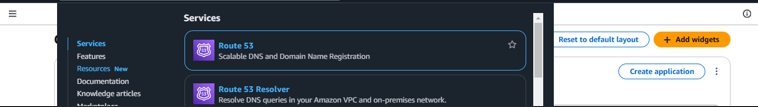 Services
Services
Features
Resources New
Documentation
Knowledge articles
Route 53
Scalable DNS and Domain Name Registration
Route 53 Resolver
Resolve DNS queries in your Amazon VPC and on-premises network.
Reset to default layout
+ Add widgets
Create application